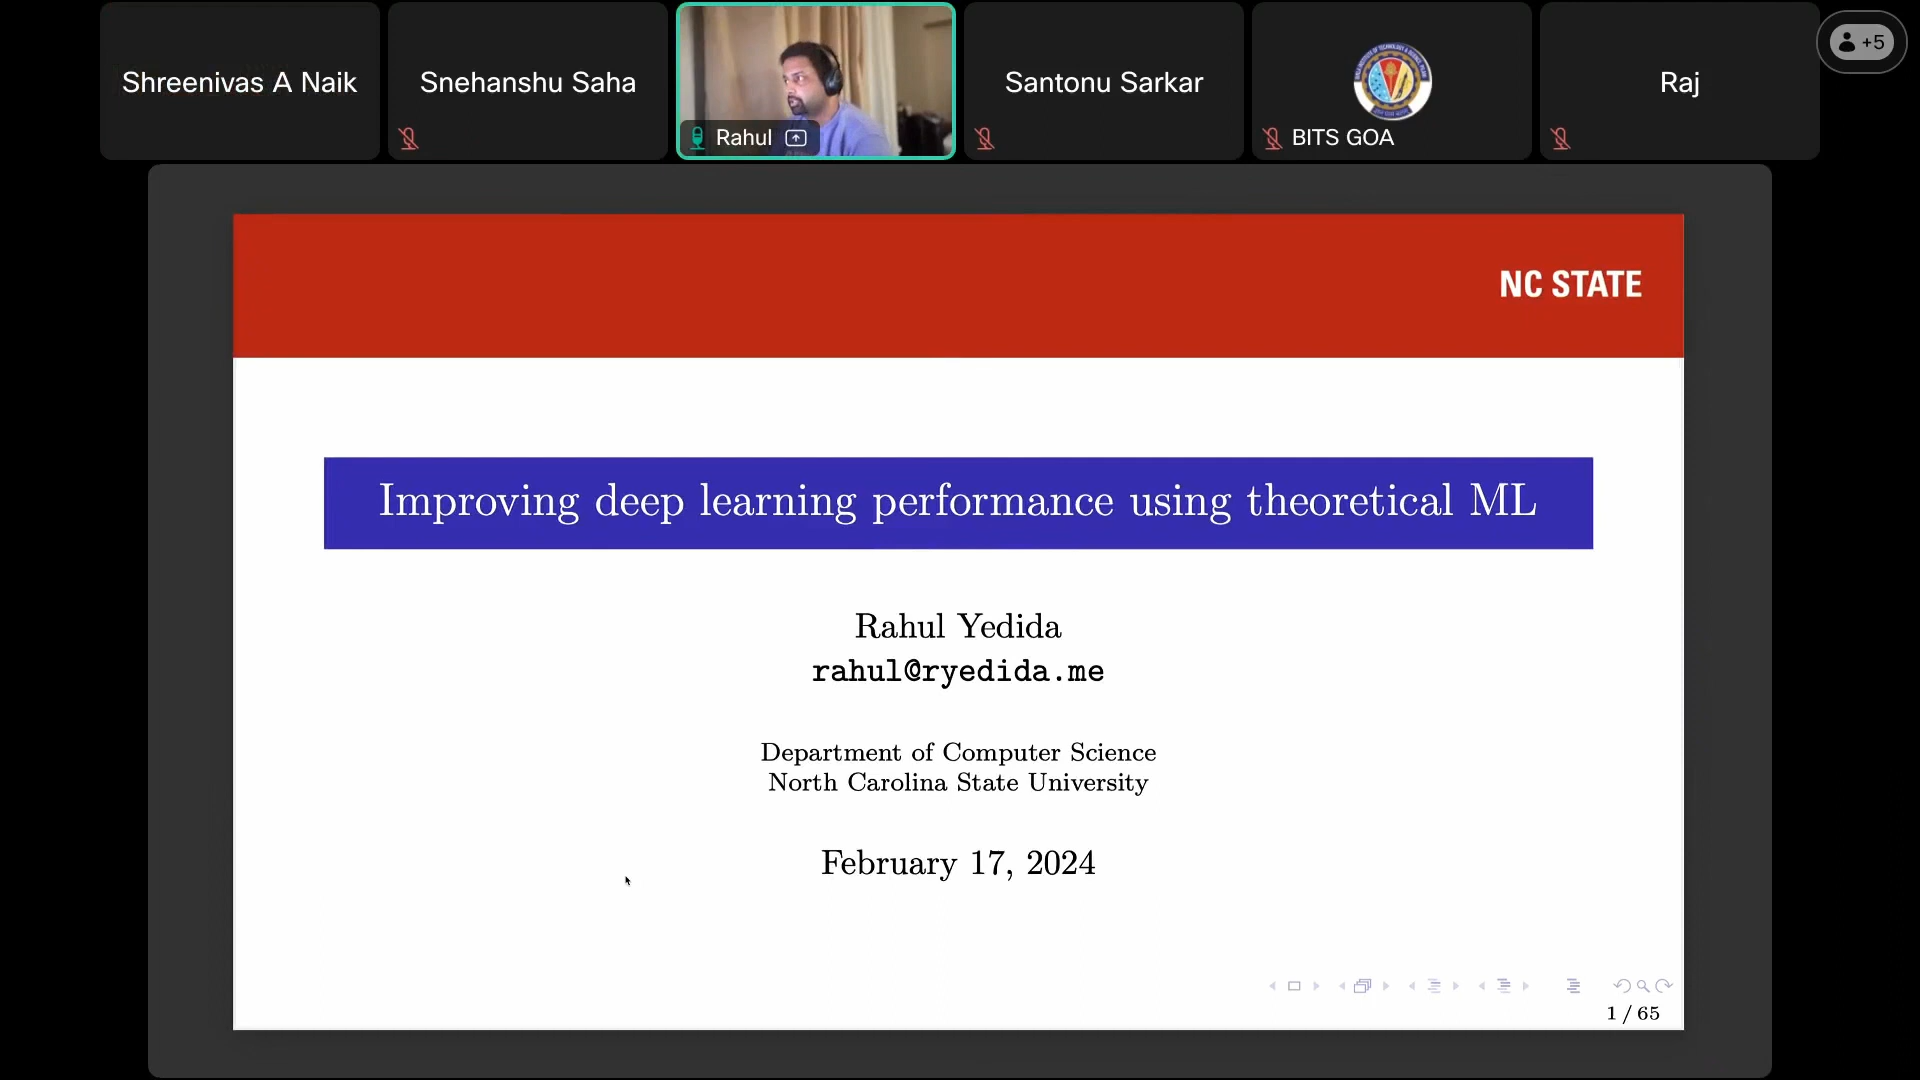 Shreenivas A Naik
Snehanshu Saha
Rahul
Santonu Sarkar
BITS GOA
Raj
+5
NC STATE
Improving deep learning performance using theoretical ML
Rahul Yedida
rahul@ryedida.me
Department of Computer Science
North Carolina State University
February 17, 2024
1 / 65